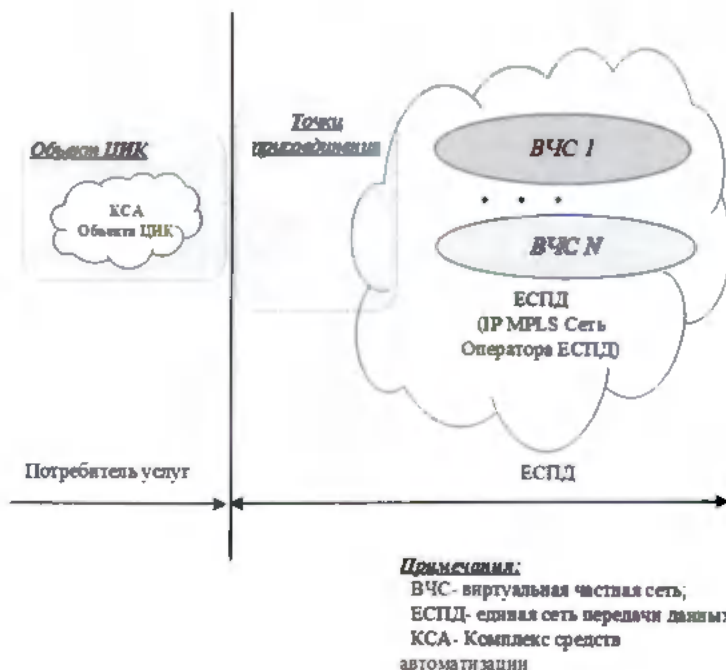 Объект ЦИК
КСА
Объекта ЦИК
Точки
присоединения
ВЧС 1
ВЧС N
ЕСПД
(IP MPLS Сеть
Оператора ЕСПД)
Потребитель услуг
ЕСПД
Примечания:
ВЧС- виртуальная частная сеть;
ЕСПД- единая сеть передачи данных
КСА- Комплекс средств
автоматизации